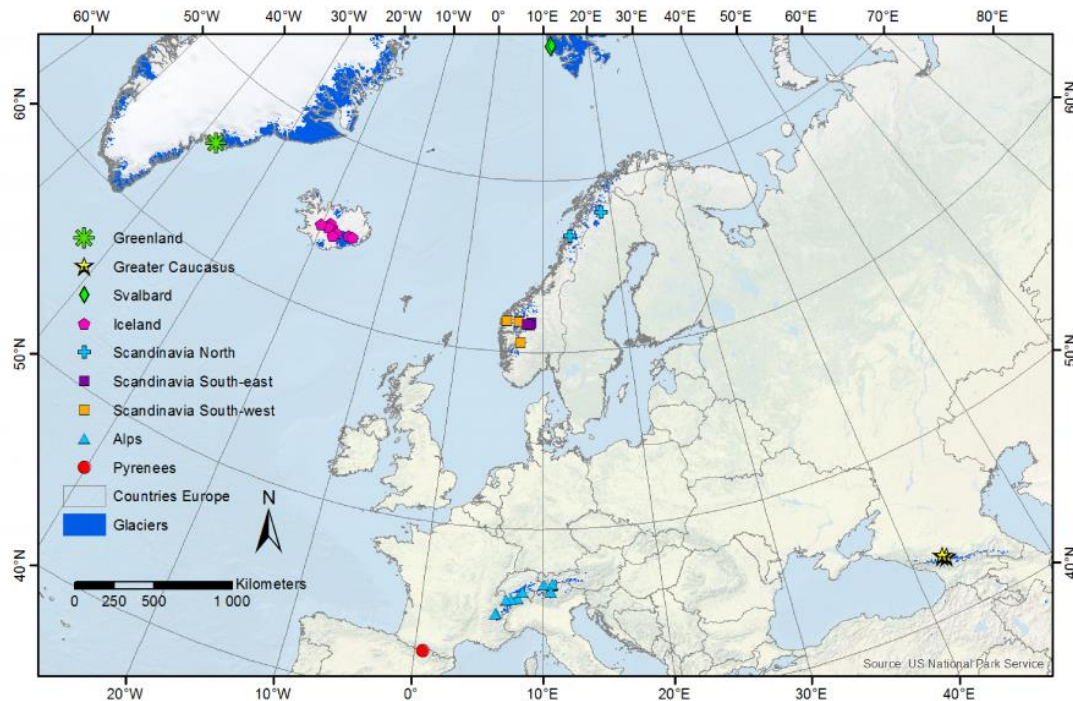 60°W 50°W 40°W 30°W 20°W 10°W 0° 10°E 20°E 30°E 40°E 50°E 60°E 70°E 80°E
60°N
60°N
Greenland
Greater Caucasus
Svalbard
Iceland
Scandinavia North
Scandinavia South-east
Scandinavia South-west
Alps
Pyrenees
Countries Europe
Glaciers
50°N
50°N
N
40°N
40°N
Kilometers
0 250 500 1 000
Source: US National Park Service
20°W 10°W 0° 10°E 20°E 30°E 40°E